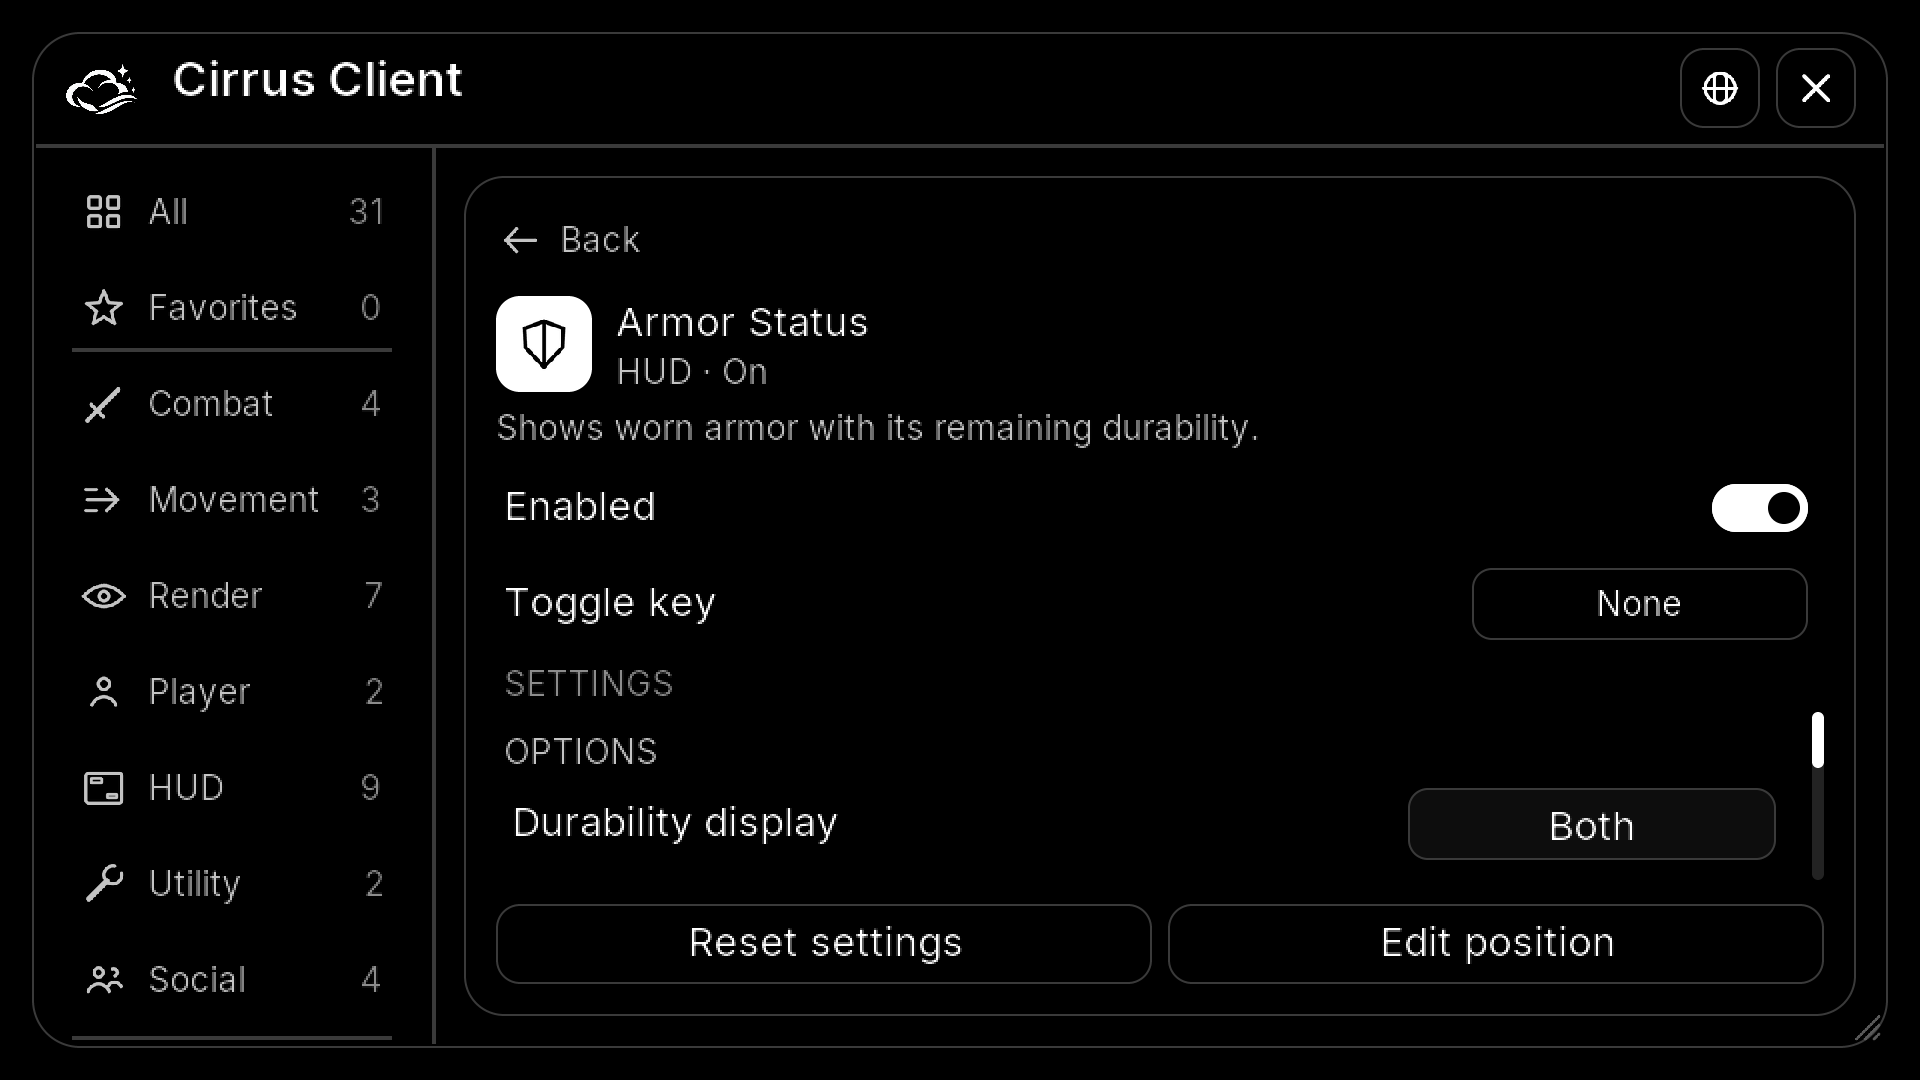 Cirrus Client
All 31
Favorites 0
Combat 4
Movement 3
Render 7
Player 2
HUD 9
Utility 2
Social 4
Back
Armor Status
HUD · On
Shows worn armor with its remaining durability.
Enabled
Toggle key None
SETTINGS
OPTIONS
Durability display Both
Reset settings Edit position